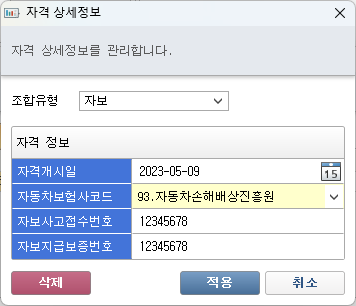 자격 상세정보
자격 상세정보를 관리합니다.
조합유형 자보
자격 정보
자격개시일 2023-05-09 15
자동차보험사코드 93.자동차손해배상진흥원
자보사고접수번호 12345678
자보지급보증번호 12345678
삭제 적용 취소